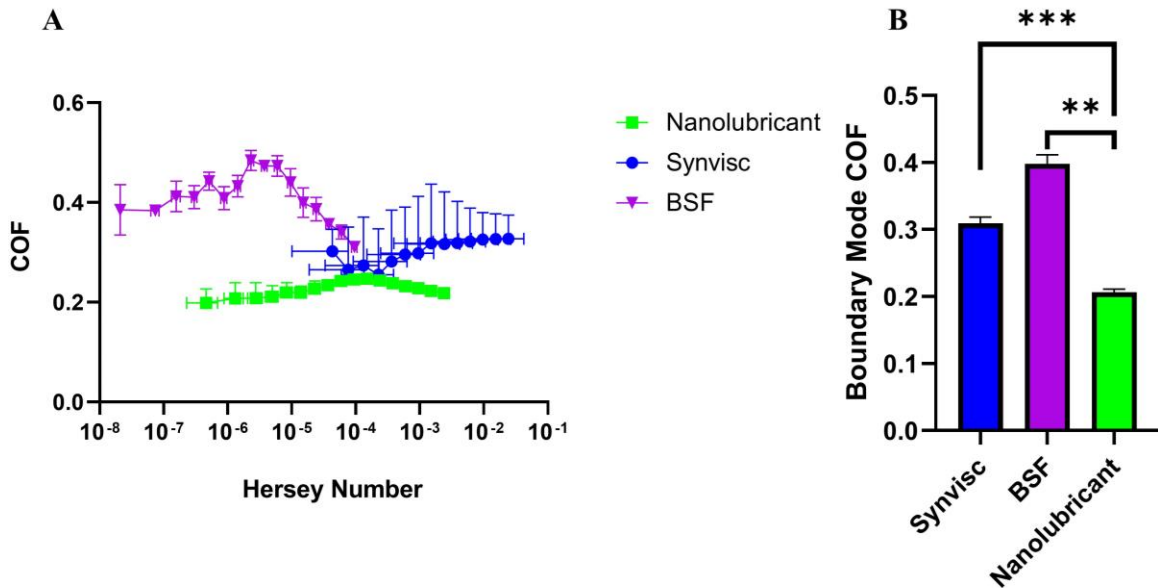 A
COF
0.6
0.4
0.2
0.0
10⁻⁸ 10⁻⁷ 10⁻⁶ 10⁻⁵ 10⁻⁴ 10⁻³ 10⁻² 10⁻¹
Hersey Number
Nanolubricant
Synvisc
BSF
B
***
**
Boundary Mode COF
0.5
0.4
0.3
0.2
0.1
0.0
Synvisc
BSF
Nanolubricant